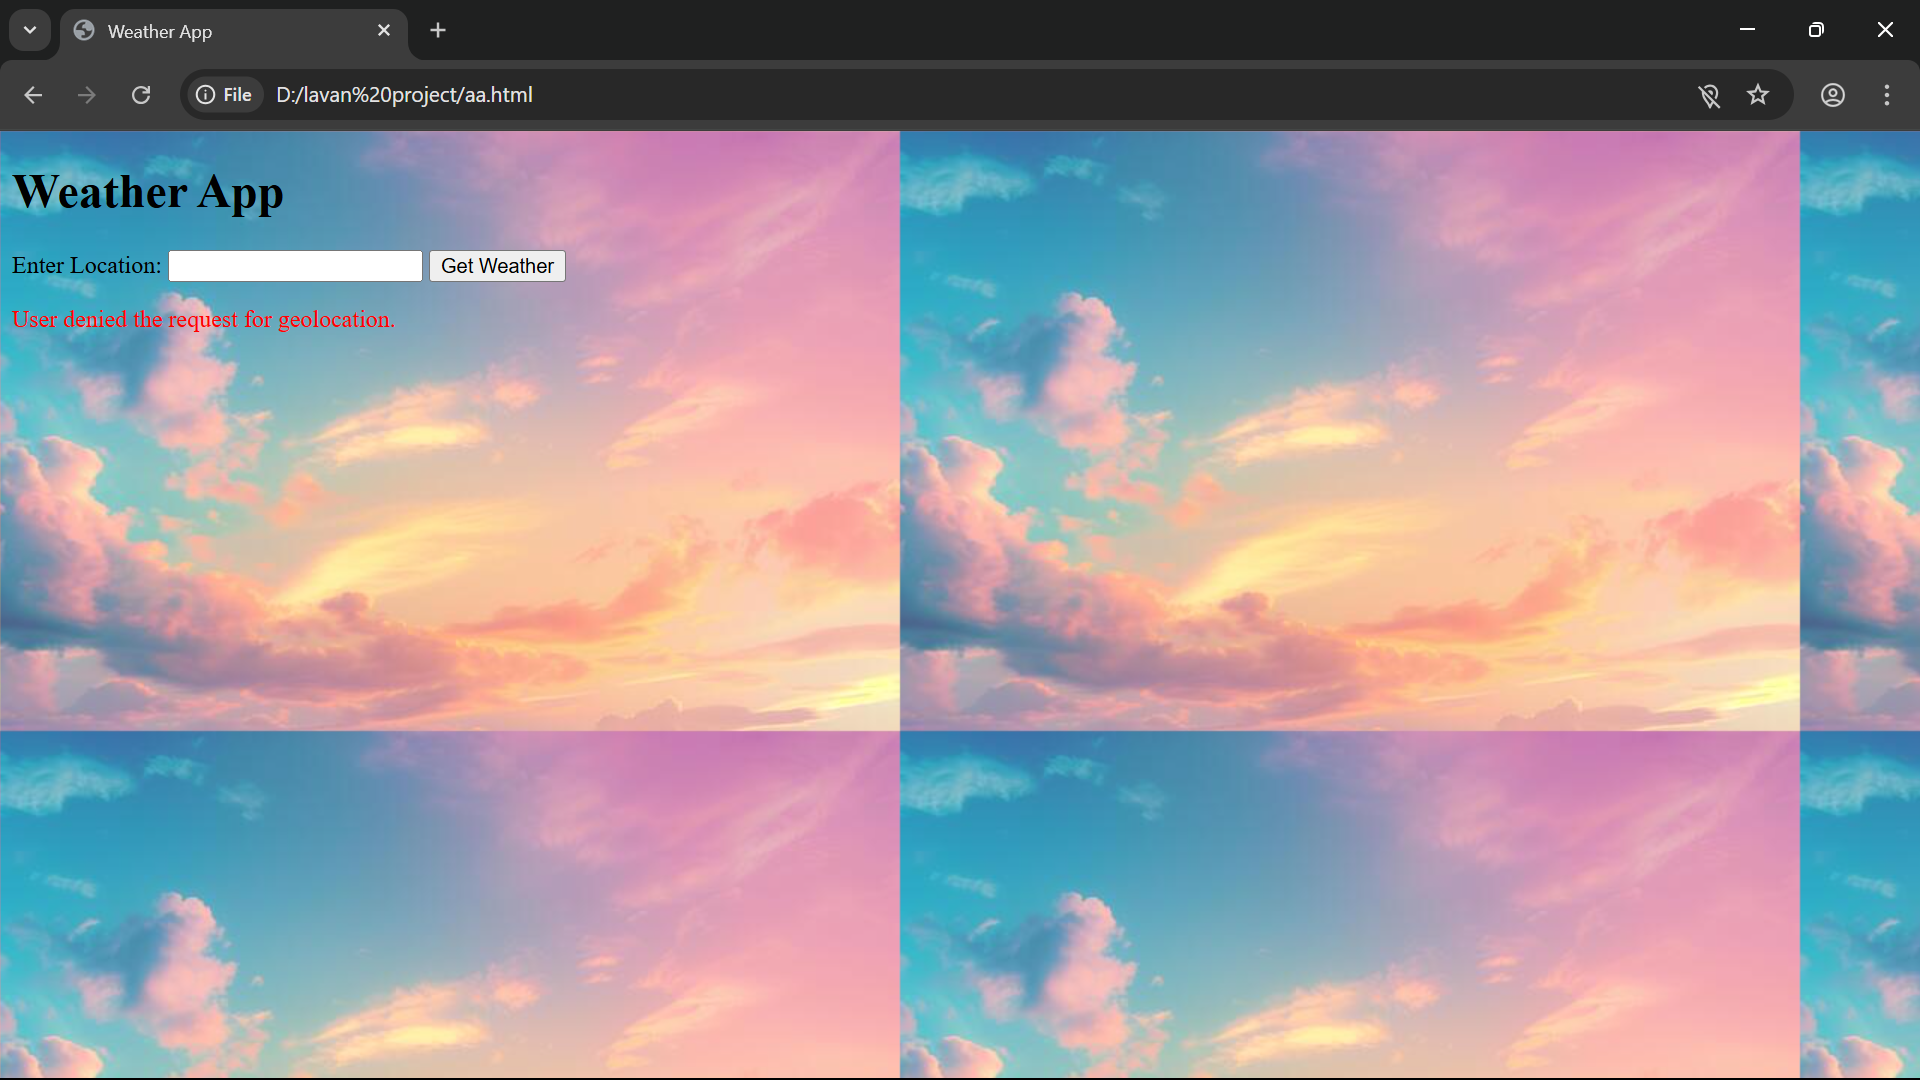 Weather App
File D:/lavan%20project/aa.html
Weather App
Enter Location: Get Weather
User denied the request for geolocation.